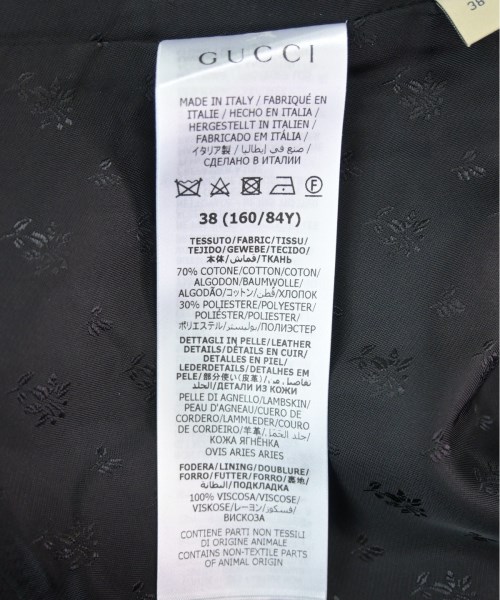 38
GUCCI
MADE IN ITALY / FABRIQUÉ EN
ITALIE / HECHO EN ITALIA /
HERGESTELLT IN ITALIEN /
FABRICADO EM ITÁLIA /
イタリア製 / صنع في إيطاليا /
СДЕЛАНО В ИТАЛИИ
38 (160/84Y)
TESSUTO/FABRIC/TISSU/
TEJIDO/GEWEBE/TECIDO/
本体/قماش/ТКАНЬ
70% COTONE/COTTON/COTON/
ALGODON/BAUMWOLLE/
ALGODÃO/コットン/قطن/ХЛОПОК
30% POLIESTERE/POLYESTER/
POLIÉSTER/POLIESTER/
ポリエステル/بوليستر/ПОЛИЭСТЕР
DETTAGLI IN PELLE/LEATHER
DETAILS/DÉTAILS EN CUIR/
DETALLES EN PIEL/
LEDERDETAILS/DETALHES EM
PELE/部分使い(皮革)/تفاصيل من
الجلد/ДЕТАЛИ ИЗ КОЖИ
PELLE DI AGNELLO/LAMBSKIN/
PEAU D'AGNEAU/CUERO DE
CORDERO/LAMMLEDER/COURO
DE CORDEIRO/羊革/جلد الحمل/
КОЖА ЯГНЁНКА
OVIS ARIES ARIES
FODERA/LINING/DOUBLURE/
FORRO/FUTTER/FORRO/裏地/
البطانة/ПОДКЛАДКА
100% VISCOSA/VISCOSE/
VISKOSE/レーヨン/فسكوز/
ВИСКОЗА
CONTIENE PARTI NON TESSILI
DI ORIGINE ANIMALE
CONTAINS NON-TEXTILE PARTS
OF ANIMAL ORIGIN